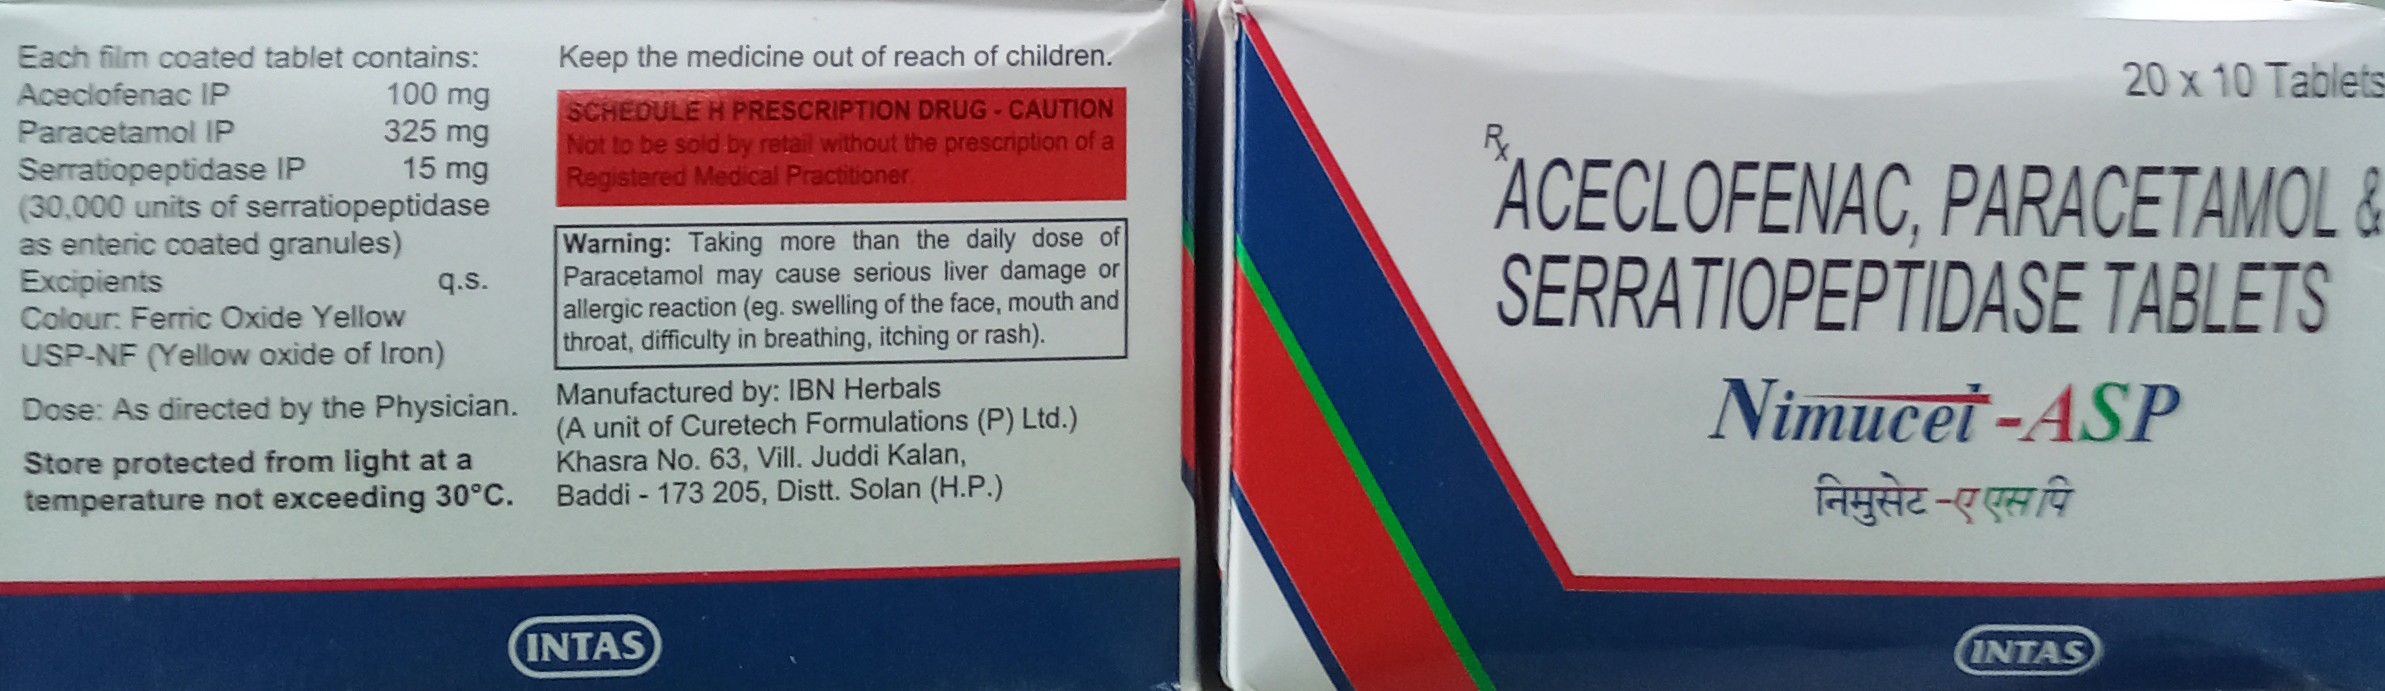 Each film coated tablet contains:
Aceclofenac IP 100 mg
Paracetamol IP 325 mg
Serratiopeptidase IP 15 mg
(30,000 units of serratiopeptidase
as enteric coated granules)
Excipients q.s.
Colour: Ferric Oxide Yellow
USP-NF (Yellow oxide of Iron)
Dose: As directed by the Physician.
Store protected from light at a
temperature not exceeding 30°C.
Keep the medicine out of reach of children.
SCHEDULE H PRESCRIPTION DRUG - CAUTION
Not to be sold by retail without the prescription of a
Registered Medical Practitioner.
Warning: Taking more than the daily dose of
Paracetamol may cause serious liver damage or
allergic reaction (eg. swelling of the face, mouth and
throat, difficulty in breathing, itching or rash).
Manufactured by: IBN Herbals
(A unit of Curetech Formulations (P) Ltd.)
Khasra No. 63, Vill. Juddi Kalan,
Baddi - 173 205, Distt. Solan (H.P.)
INTAS
20 x 10 Tablets
Rx
ACECLOFENAC, PARACETAMOL &
SERRATIOPEPTIDASE TABLETS
Nimucet-ASP
निमुसेट-ए एस पि
INTAS